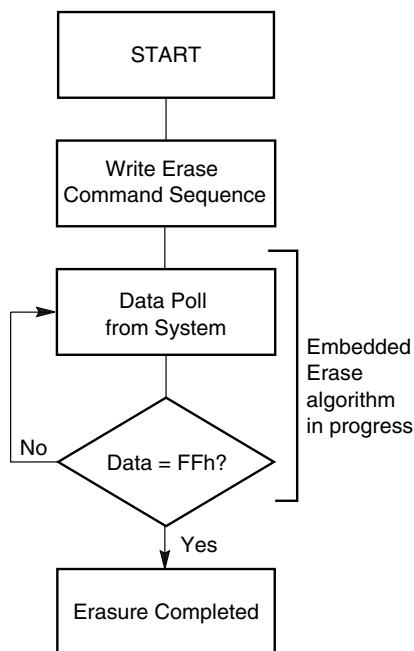 START
Write Erase
Command Sequence
Data Poll
from System
Embedded
Erase
algorithm
in progress
No
Data = FFh?
Yes
Erasure Completed